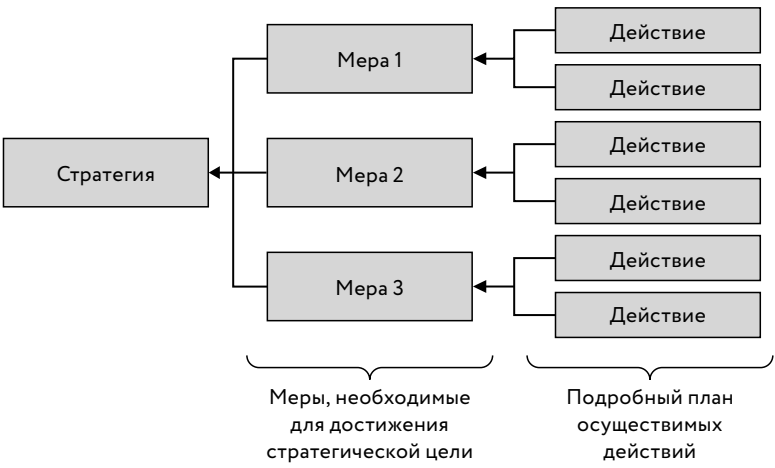 Стратегия
Мера 1
Мера 2
Мера 3
Действие
Действие
Действие
Действие
Действие
Действие
Меры, необходимые
для достижения
стратегической цели
Подробный план
осуществимых
действий